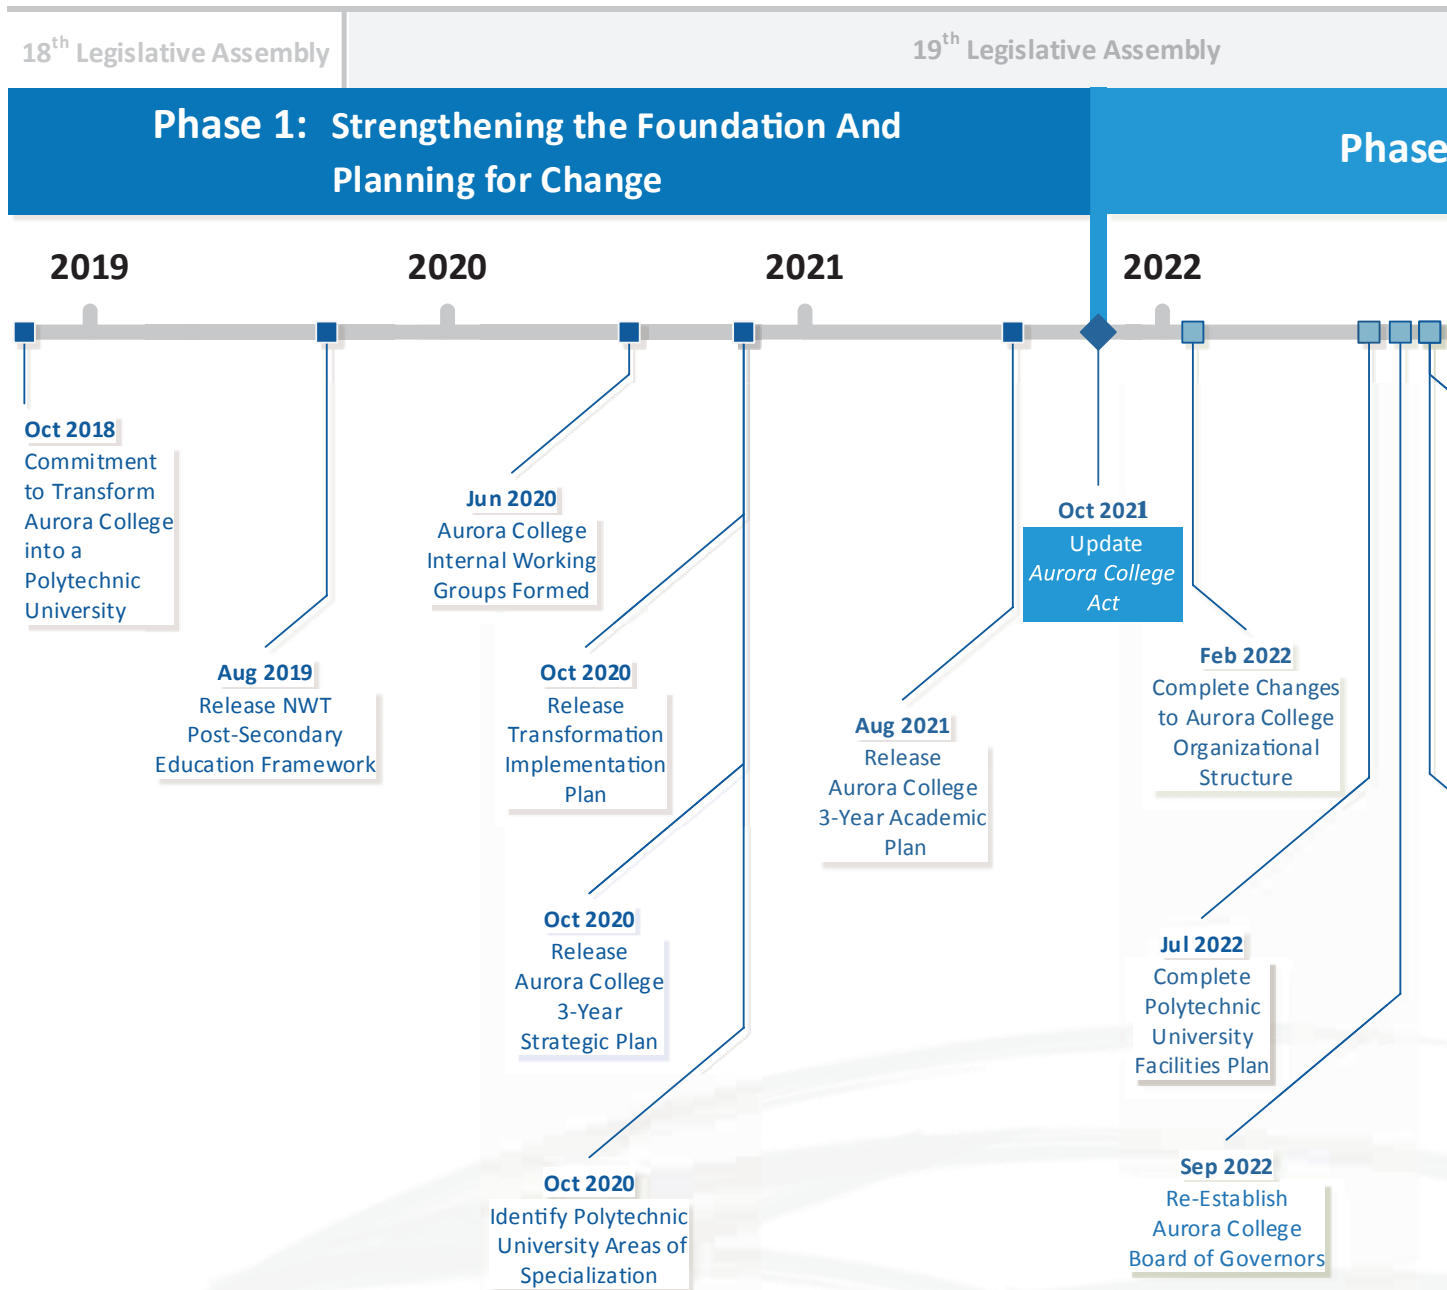 18th Legislative Assembly
19th Legislative Assembly
Phase 1: Strengthening the Foundation And
Planning for Change
Phase
2019
2020
2021
2022
Oct 2018
Commitment
to Transform
Aurora College
into a
Polytechnic
University
Aug 2019
Release NWT
Post-Secondary
Education Framework
Jun 2020
Aurora College
Internal Working
Groups Formed
Oct 2020
Release
Transformation
Implementation
Plan
Oct 2020
Release
Aurora College
3-Year
Strategic Plan
Oct 2020
Identify Polytechnic
University Areas of
Specialization
Aug 2021
Release
Aurora College
3-Year Academic
Plan
Oct 2021
Update
Aurora College
Act
Feb 2022
Complete Changes
to Aurora College
Organizational
Structure
Jul 2022
Complete
Polytechnic
University
Facilities Plan
Sep 2022
Re-Establish
Aurora College
Board of Governors